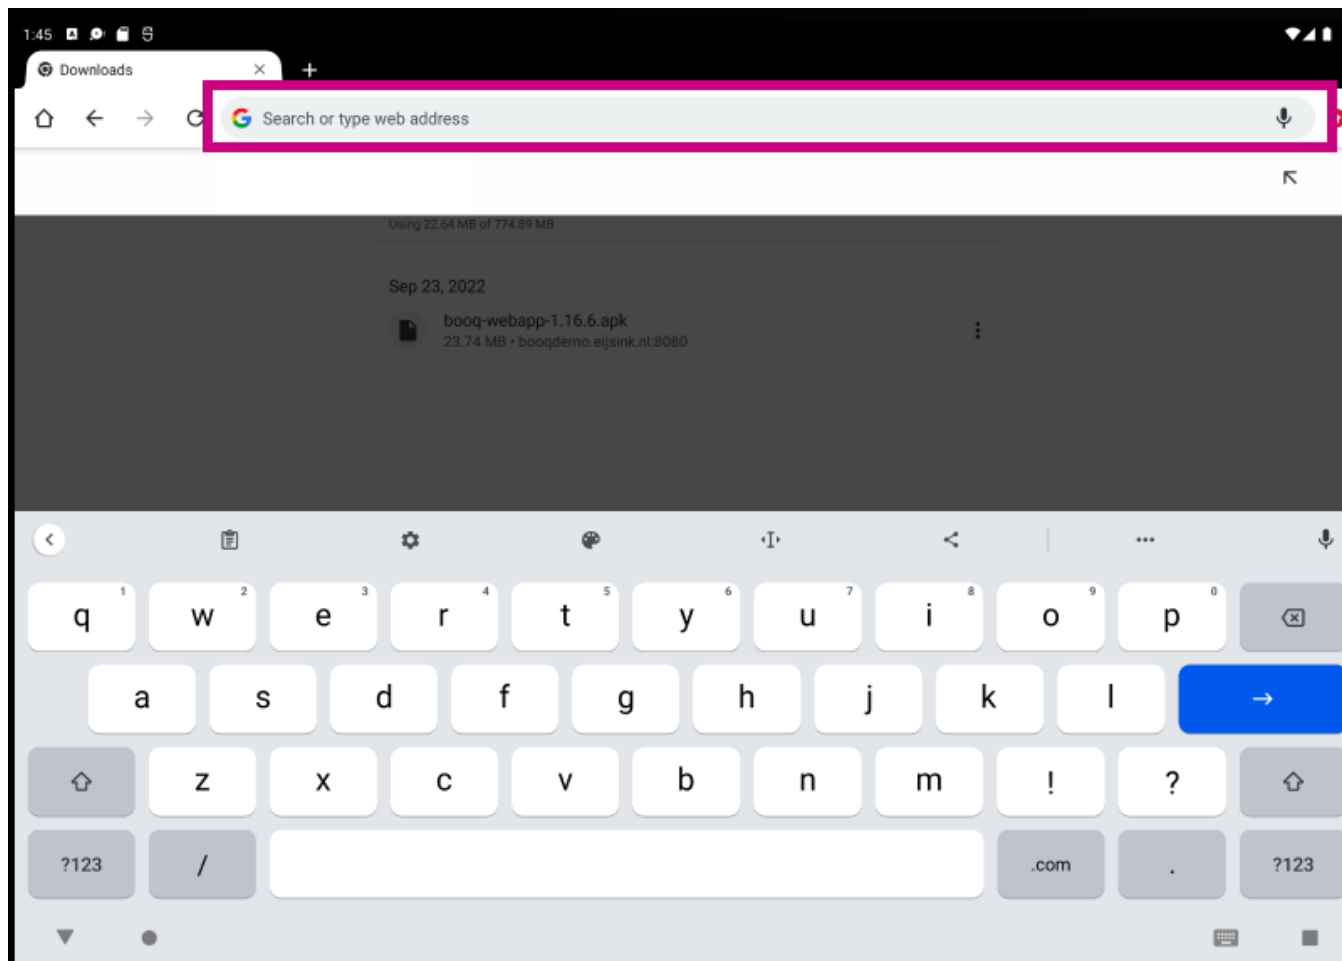 1:45
Downloads
Search or type web address
Using 22.64 MB of 774.89 MB
Sep 23, 2022
booq-webapp-1.16.6.apk
23.74 MB • booqdemo.eijsink.nl:8080
q 1 w 2 e 3 r 4 t 5 y 6 u 7 i 8 o 9 p 0
a s d f g h j k l
z x c v b n m ! ?
?123 / .com . ?123